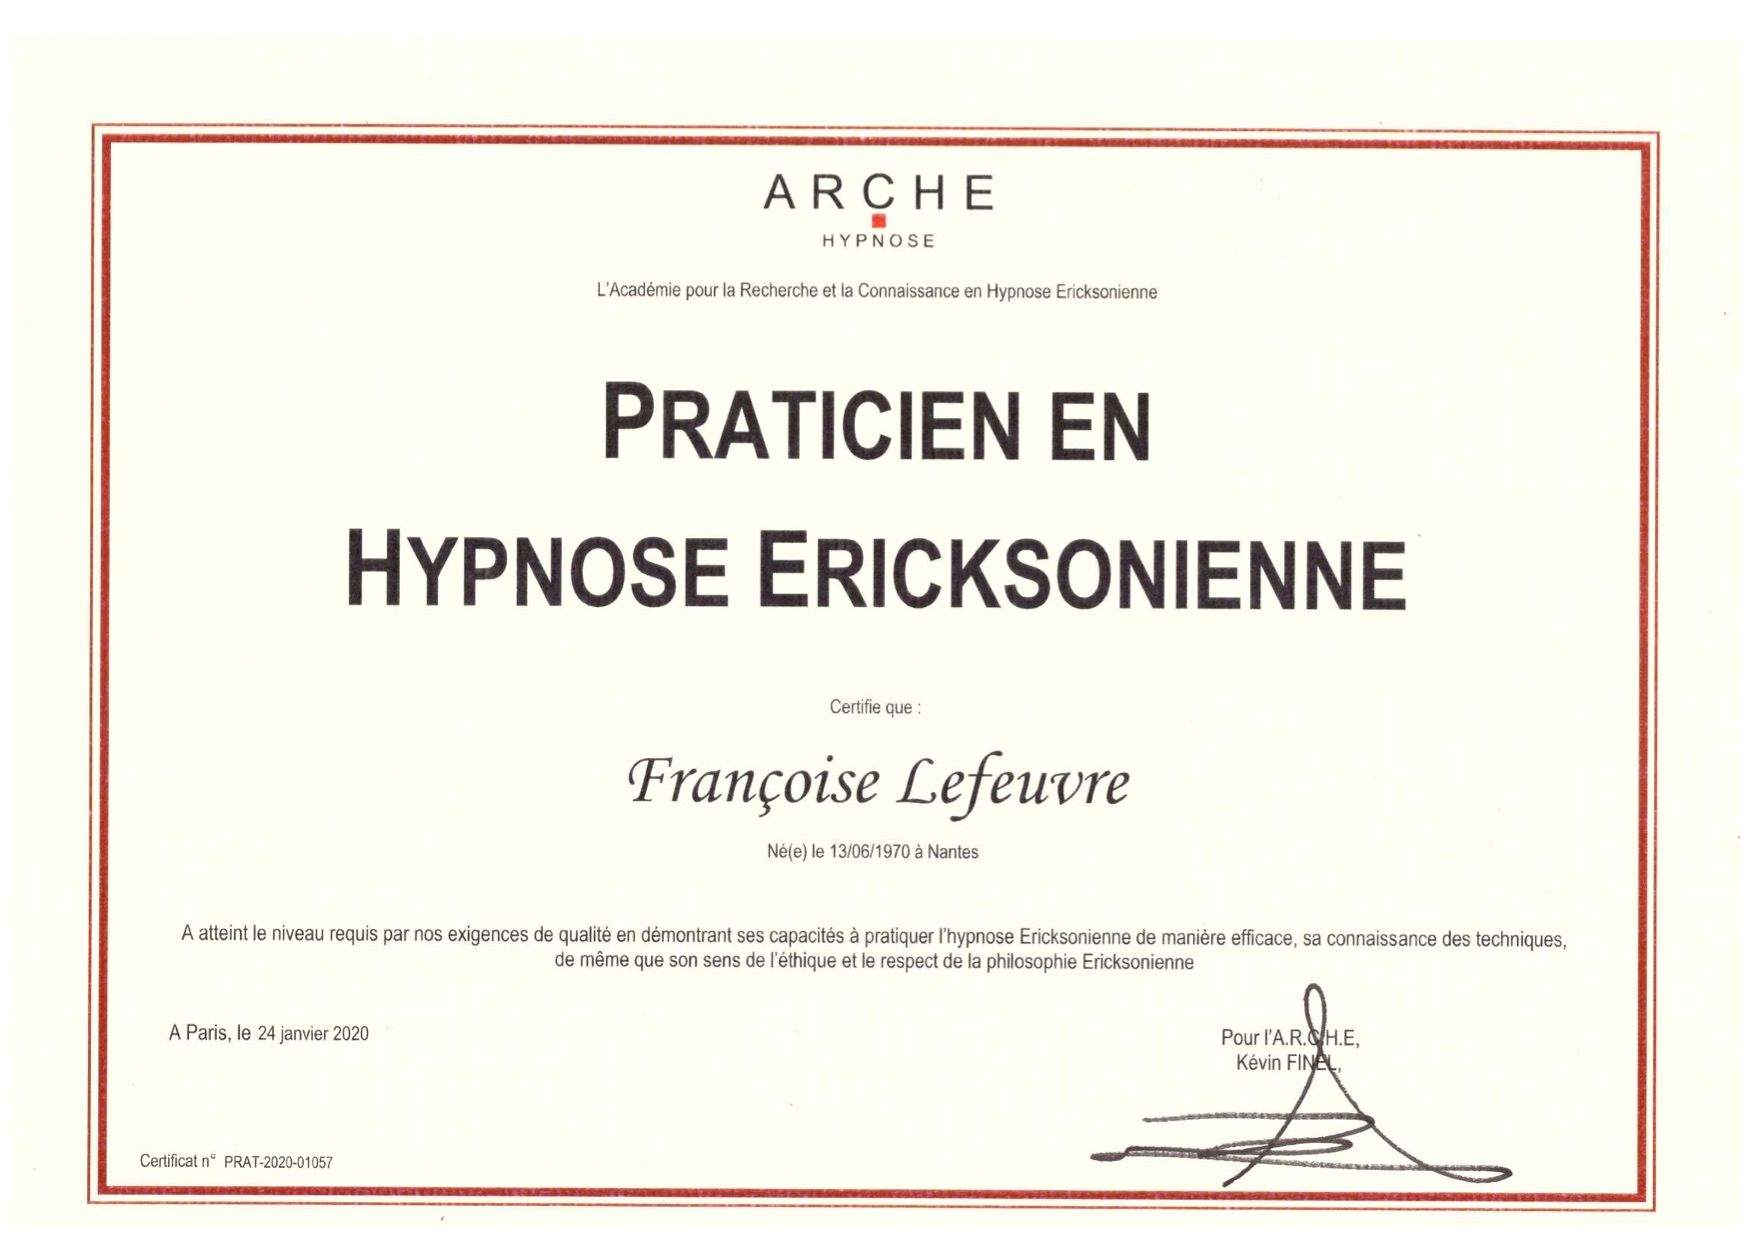 ARCHE
HYPNOSE
L'Académie pour la Recherche et la Connaissance en Hypnose Ericksonienne
PRATICIEN EN
HYPNOSE ERICKSONIENNE
Certifie que :
Françoise Lefeuvre
Né(e) le 13/06/1970 à Nantes
A atteint le niveau requis par nos exigences de qualité en démontrant ses capacités à pratiquer l'hypnose Ericksonienne de manière efficace, sa connaissance des techniques,
de même que son sens de l'éthique et le respect de la philosophie Ericksonienne
A Paris, le 24 janvier 2020
Pour l'A.R.C.H.E,
Kévin FINEL,
Certificat n° PRAT-2020-01057